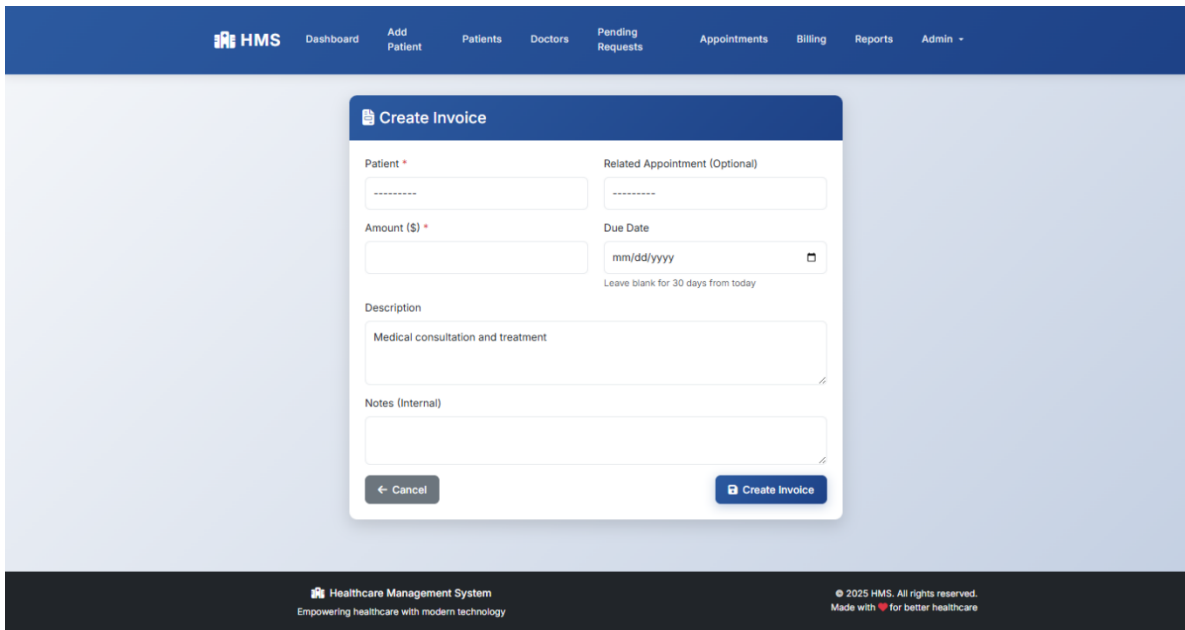 HMS
Dashboard
Add
Patient
Patients
Doctors
Pending
Requests
Appointments
Billing
Reports
Admin
Create Invoice
Patient *
Related Appointment (Optional)
---------
---------
Amount ($) *
Due Date
mm/dd/yyyy
Leave blank for 30 days from today
Description
Medical consultation and treatment
Notes (Internal)
← Cancel
Create Invoice
Healthcare Management System
Empowering healthcare with modern technology
© 2025 HMS. All rights reserved.
Made with ❤ for better healthcare